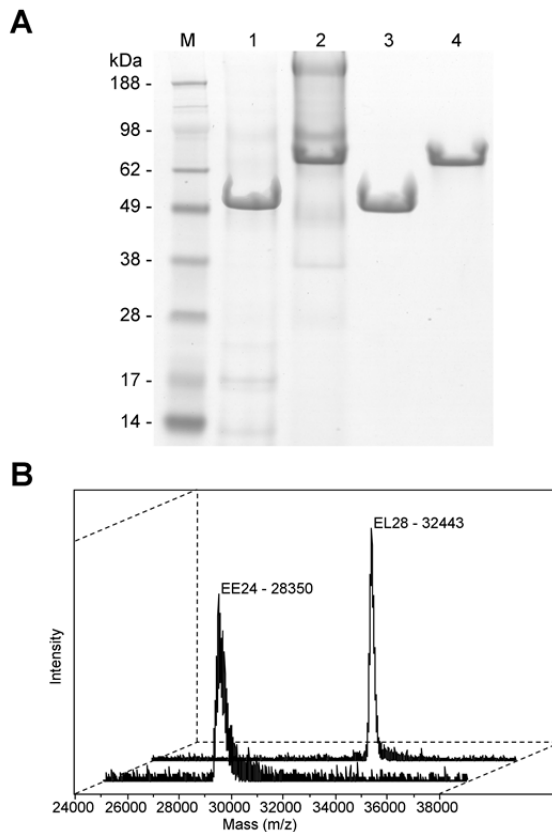 A
M 1 2 3 4
kDa
188 -
98 -
62 -
49 -
38 -
28 -
17 -
14 -
B
EL28 - 32443
EE24 - 28350
Intensity
24000 26000 28000 30000 32000 34000 36000 38000
Mass (m/z)